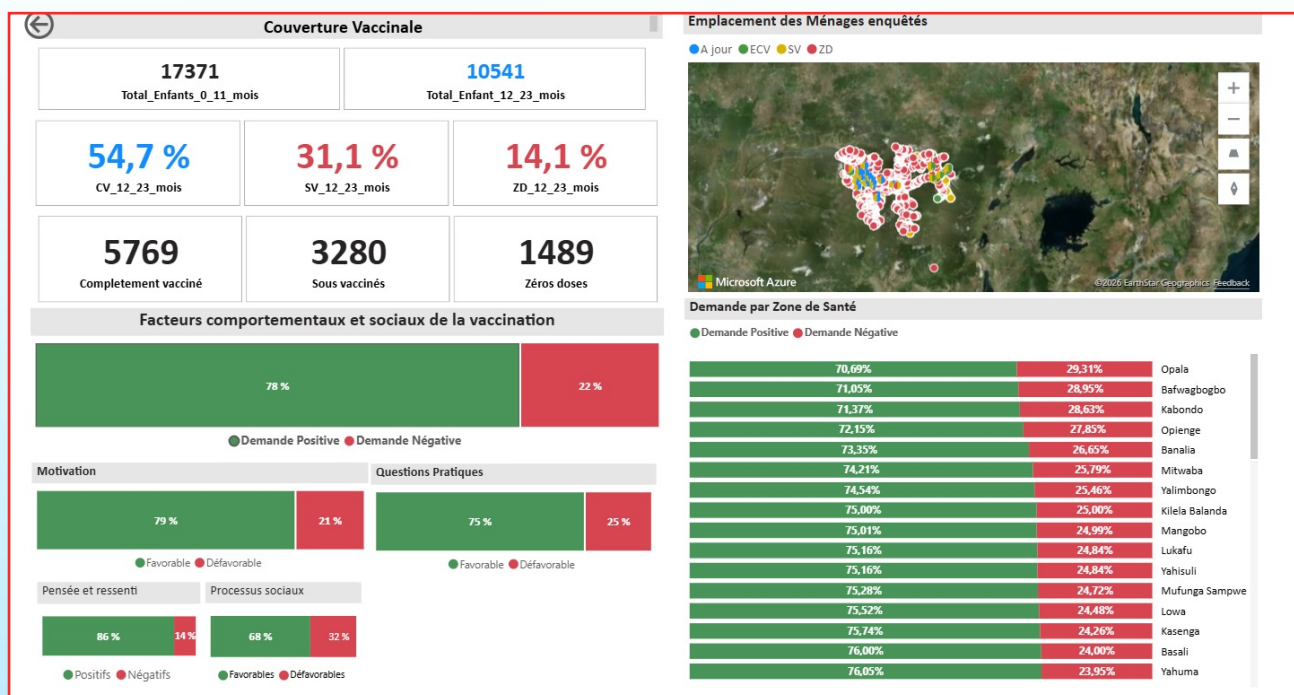 Couverture Vaccinale
17371
Total_Enfants_0_11_mois
10541
Total_Enfant_12_23_mois
54,7 %
CV_12_23_mois
31,1 %
SV_12_23_mois
14,1 %
ZD_12_23_mois
5769
Completement vacciné
3280
Sous vaccinés
1489
Zéros doses
Facteurs comportementaux et sociaux de la vaccination
78 %
22 %
Demande Positive Demande Négative
Motivation
79 %
21 %
Favorable Défavorable
Questions Pratiques
75 %
25 %
Favorable Défavorable
Pensée et ressenti
86 %
14 %
Positifs Négatifs
Processus sociaux
68 %
32 %
Favorables Défavorables
Emplacement des Ménages enquêtés
A jour ECV SV ZD
Microsoft Azure
©2026 EarthStar Geographics Feedback
Demande par Zone de Santé
Demande Positive Demande Négative
70,69% 29,31% Opala
71,05% 28,95% Bafwagbogbo
71,37% 28,63% Kabondo
72,15% 27,85% Opienge
73,35% 26,65% Banalia
74,21% 25,79% Mitwaba
74,54% 25,46% Yalimbongo
75,00% 25,00% Kilela Balanda
75,01% 24,99% Mangobo
75,16% 24,84% Lukafu
75,16% 24,84% Yahisuli
75,28% 24,72% Mufunga Sampwe
75,52% 24,48% Lowa
75,74% 24,26% Kasenga
76,00% 24,00% Basali
76,05% 23,95% Yahuma